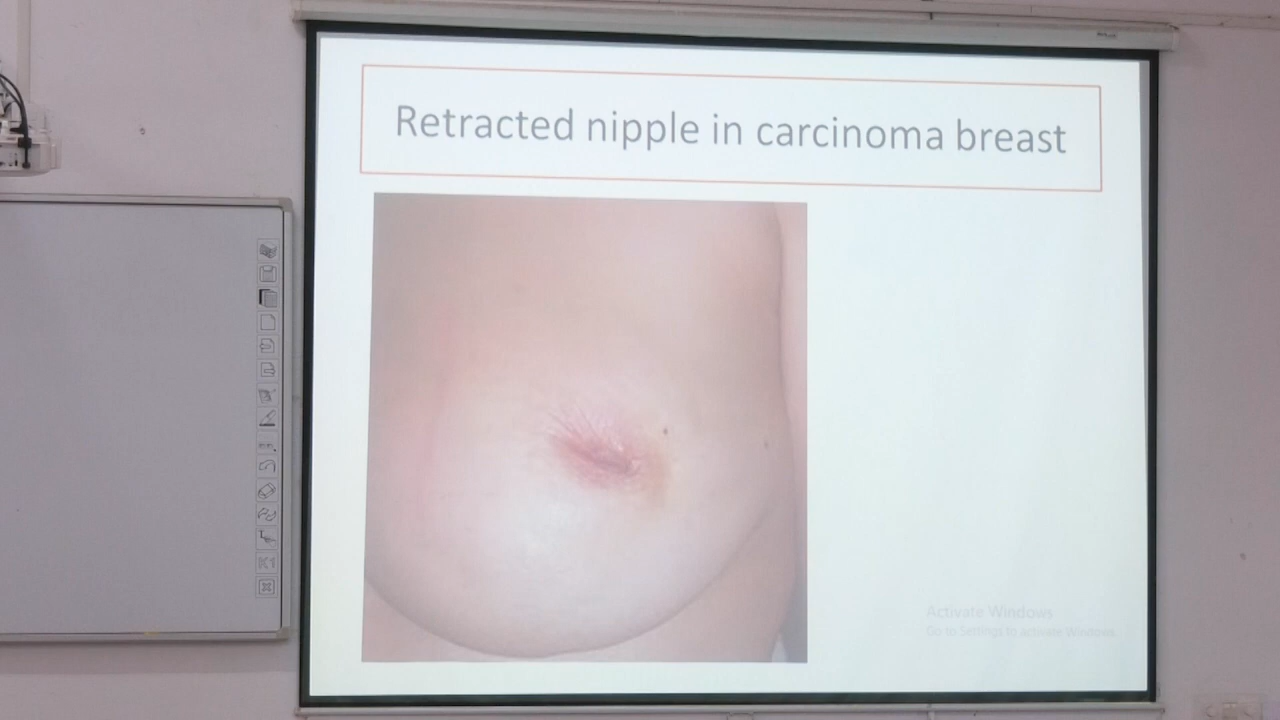 Retracted nipple in carcinoma breast
Activate Windows
Go to Settings to activate Windows.